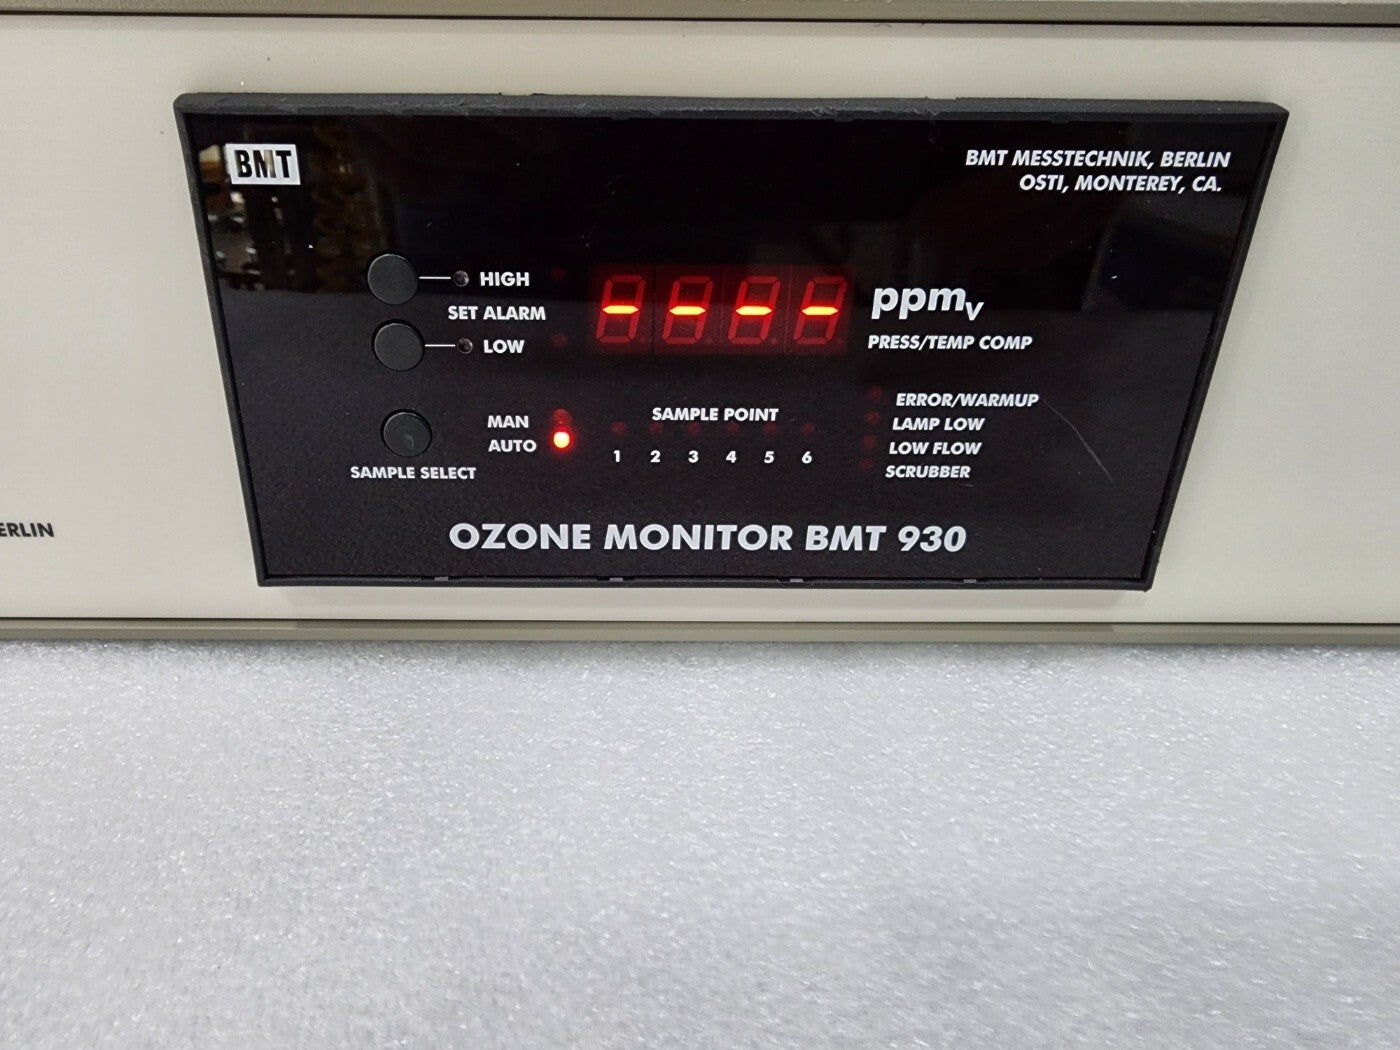 BMT
BMT MESSTECHNIK, BERLIN
OSTI, MONTEREY, CA.
HIGH
SET ALARM
LOW
- - - -
ppmv
PRESS/TEMP COMP
MAN
AUTO
SAMPLE SELECT
SAMPLE POINT
1 2 3 4 5 6
ERROR/WARMUP
LAMP LOW
LOW FLOW
SCRUBBER
OZONE MONITOR BMT 930
ERLIN